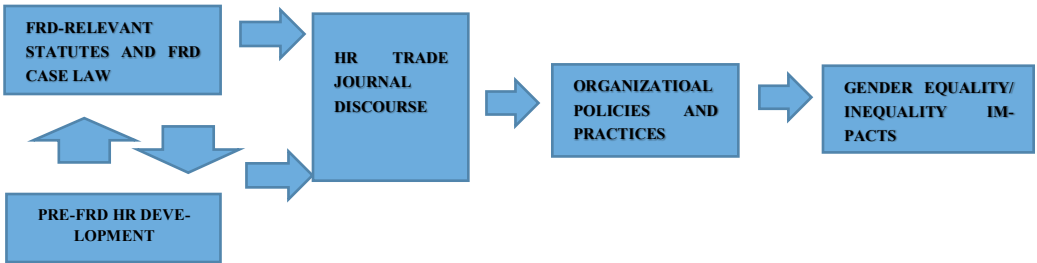 FRD-RELEVANT
STATUTES AND FRD
CASE LAW
HR TRADE
JOURNAL
DISCOURSE
ORGANIZATIOAL
POLICIES AND
PRACTICES
GENDER EQUALITY/
INEQUALITY IM-
PACTS
PRE-FRD HR DEVE-
LOPMENT